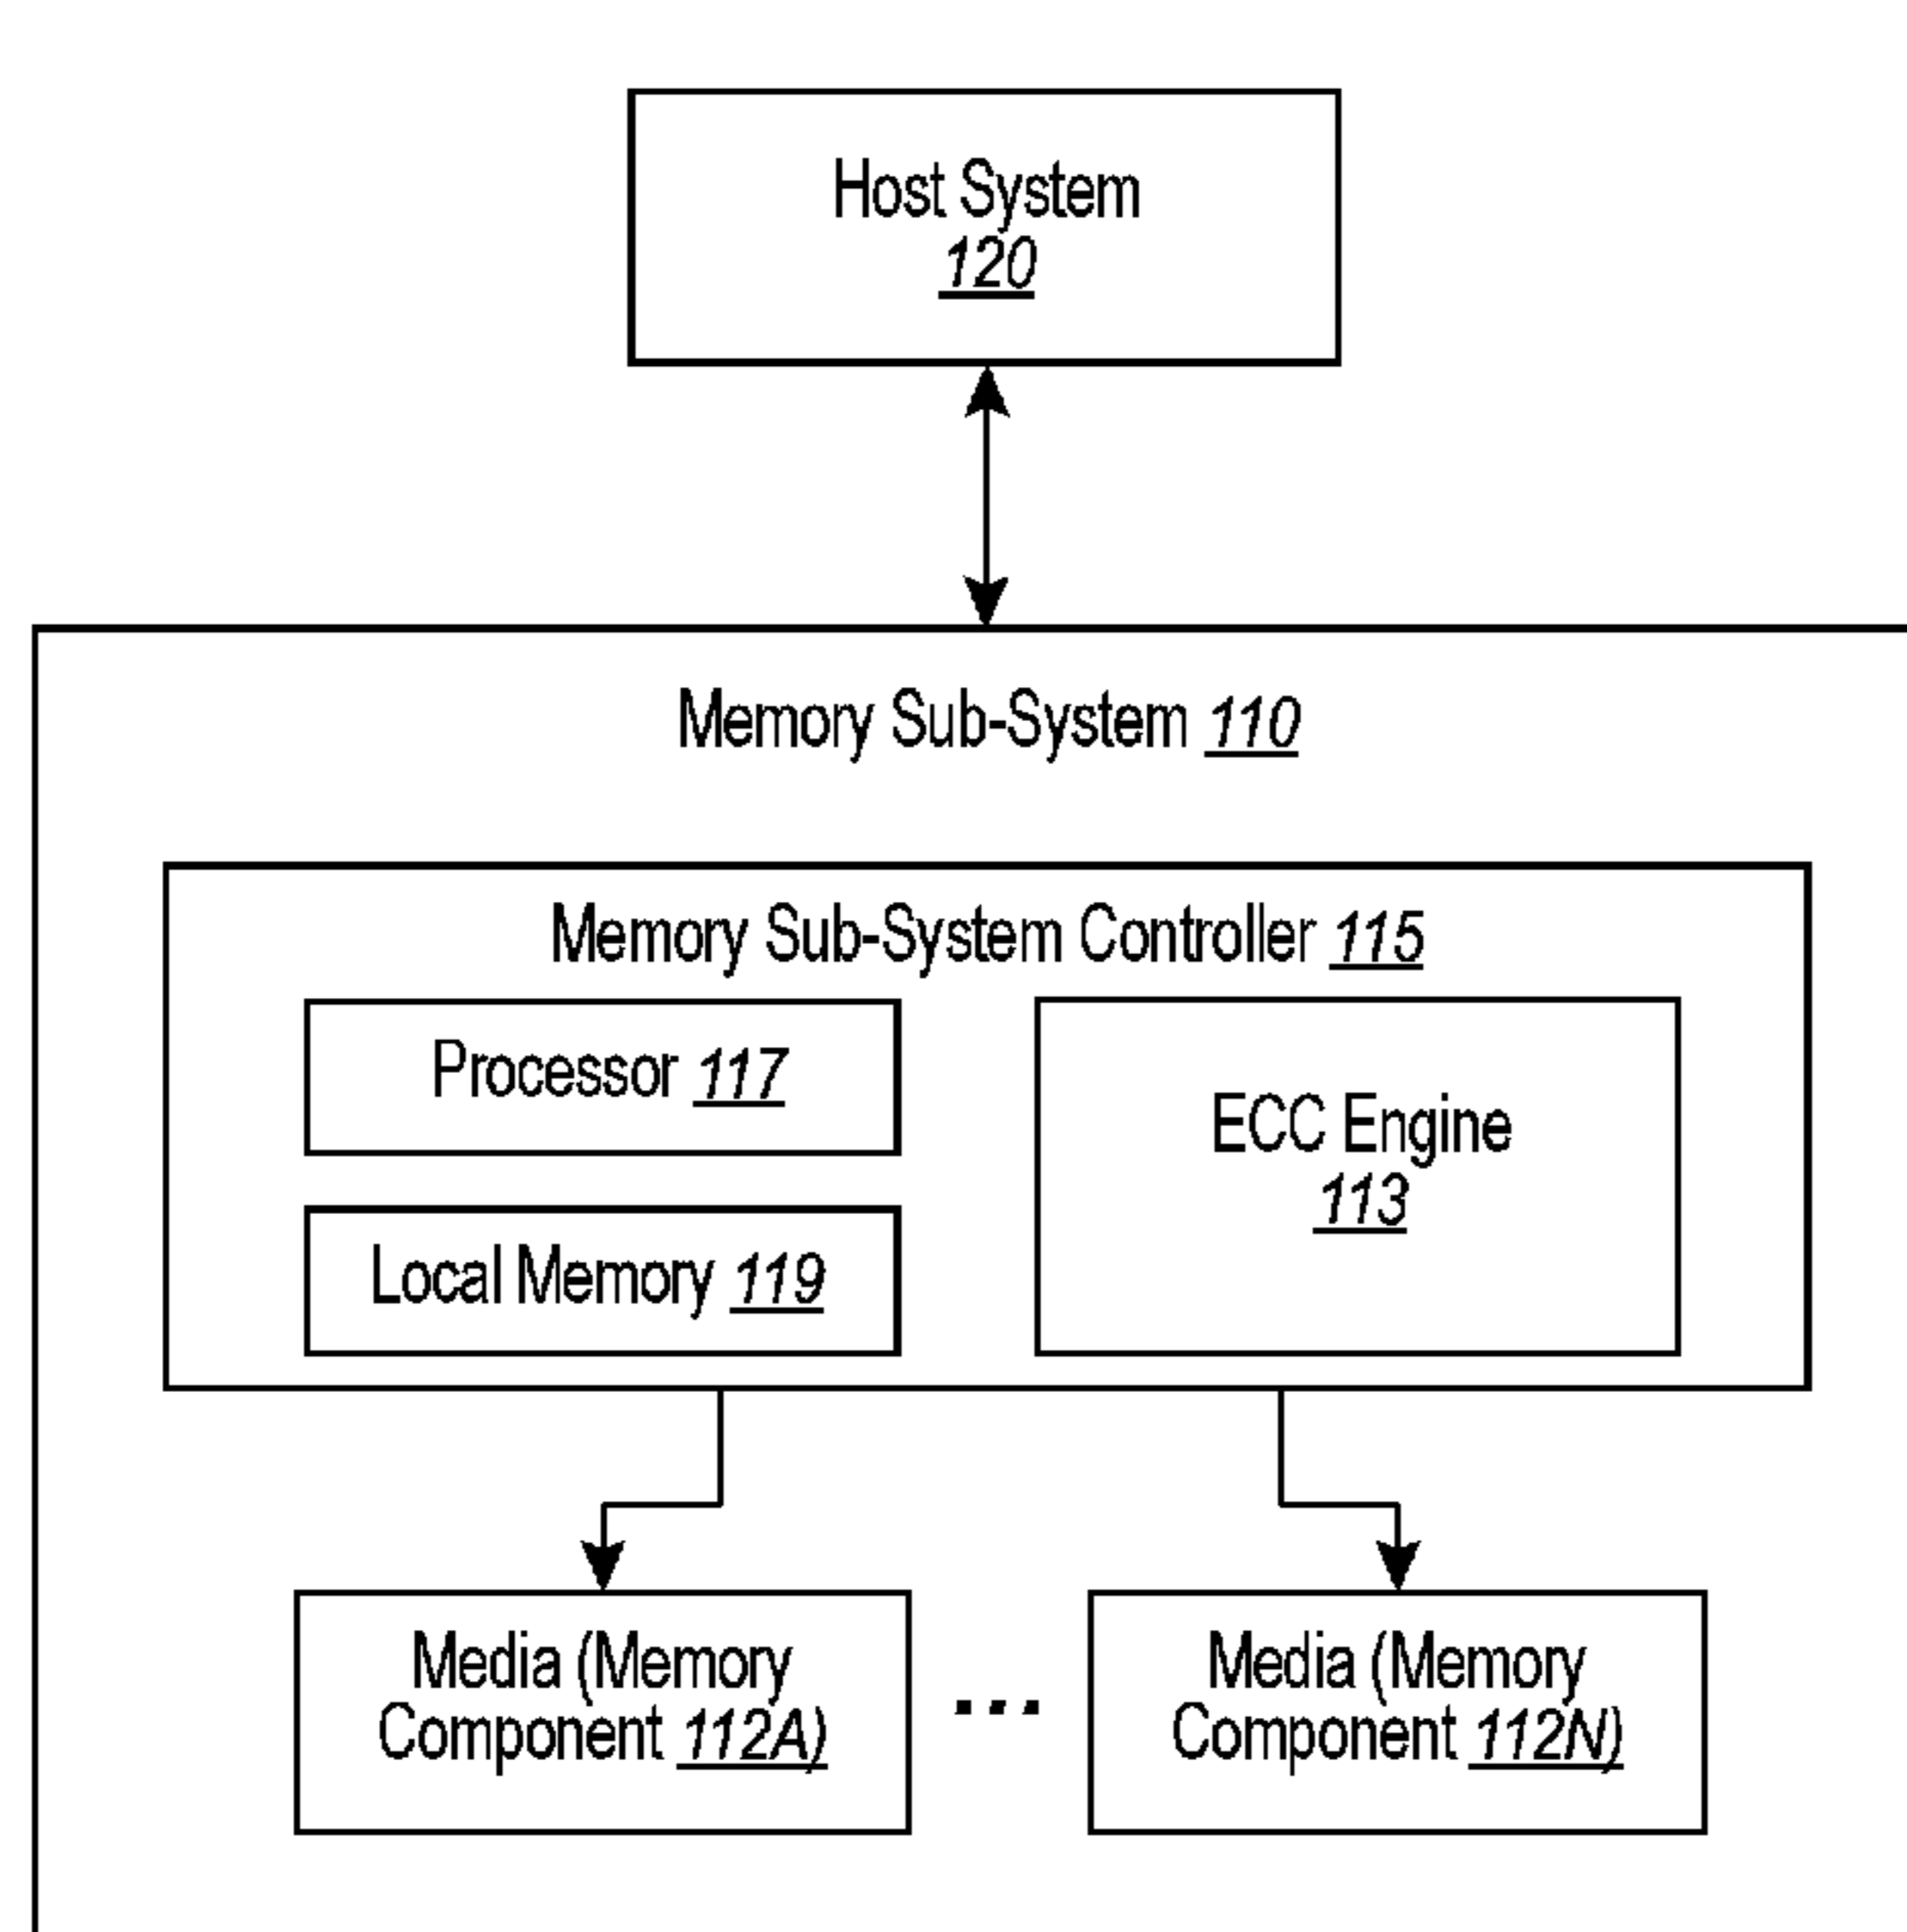 Host System
120
Memory Sub-System 110
Memory Sub-System Controller 115
Processor 117
ECC Engine
113
Local Memory 119
Media (Memory
Component 112A)
...
Media (Memory
Component 112N)